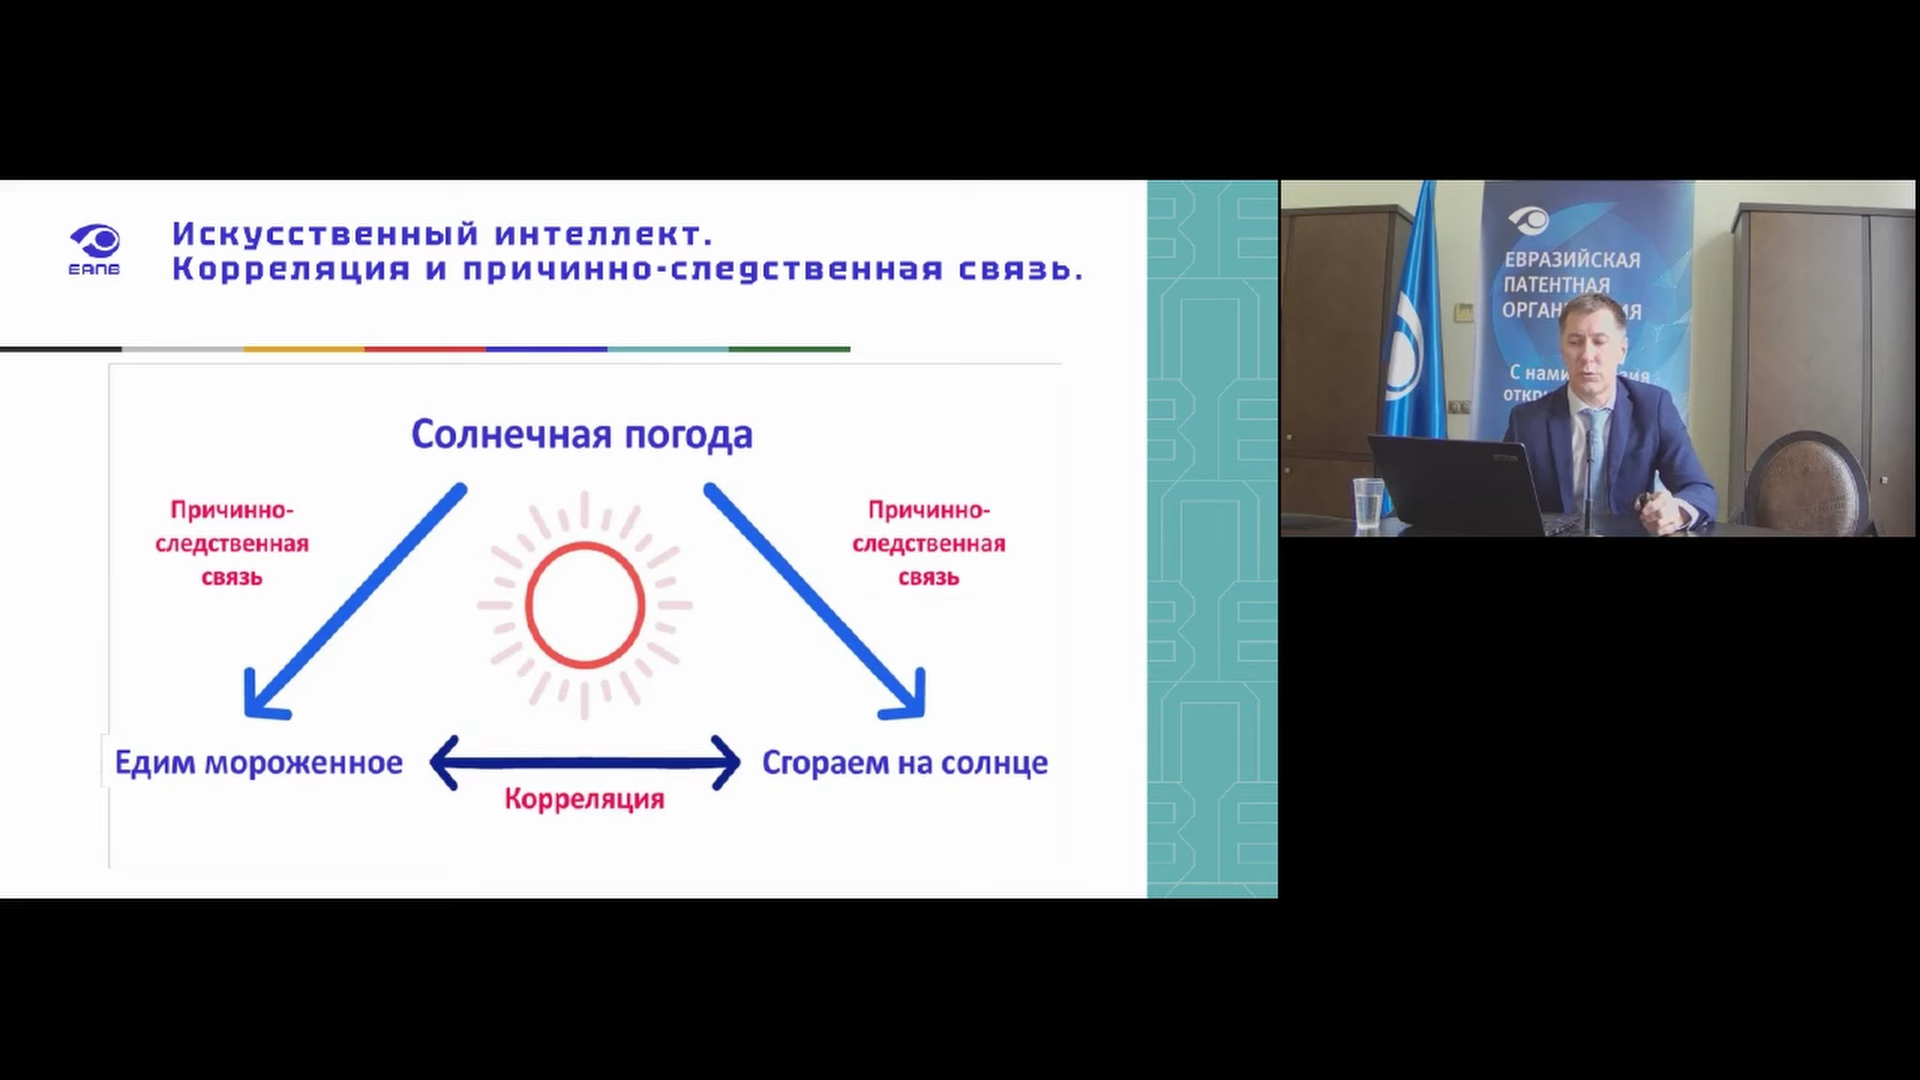 ЕАПВ
Искусственный интеллект.
Корреляция и причинно-следственная связь.
Солнечная погода
Причинно-
следственная
связь
Причинно-
следственная
связь
Едим мороженное
Сгораем на солнце
Корреляция
ЕВРАЗИЙСКАЯ
ПАТЕНТНАЯ
С нами